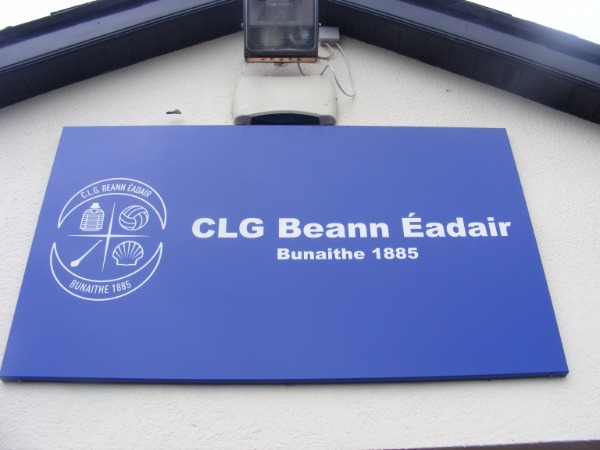 C.L.G. BEANN ÉADAIR
BUNAITHE 1885
CLG Beann Éadair
Bunaithe 1885